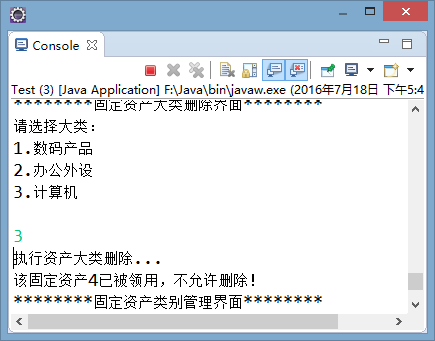 Console
Test (3) [Java Application] F:\Java\bin\javaw.exe (2016年7月18日 下午5:4
********固定资产大类删除界面********
请选择大类：
1.数码产品
2.办公外设
3.计算机
3
执行资产大类删除...
该固定资产4已被领用，不允许删除！
********固定资产类别管理界面********